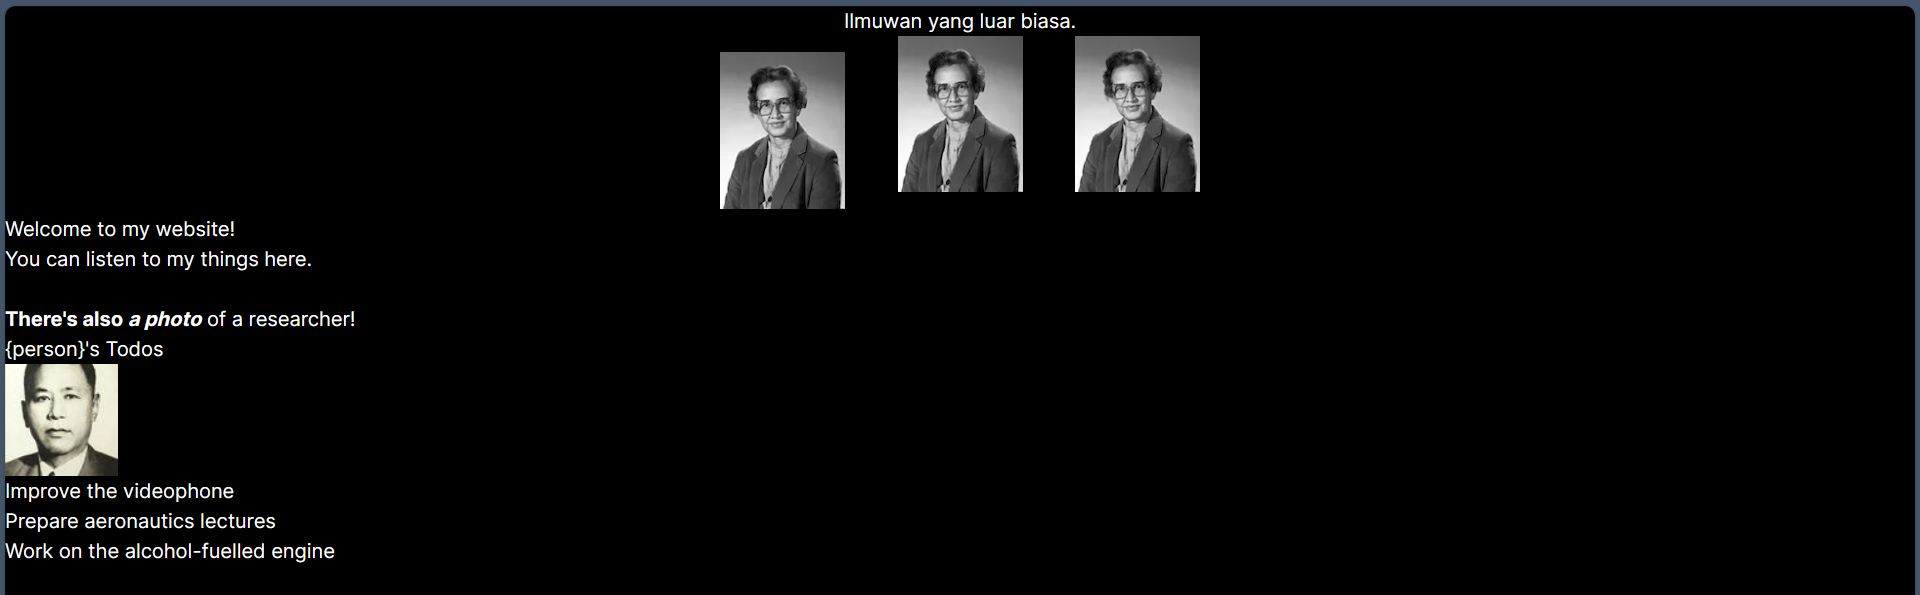 Ilmuwan yang luar biasa.
Welcome to my website!
You can listen to my things here.
There's also a photo of a researcher!
{person}'s Todos
Improve the videophone
Prepare aeronautics lectures
Work on the alcohol-fuelled engine